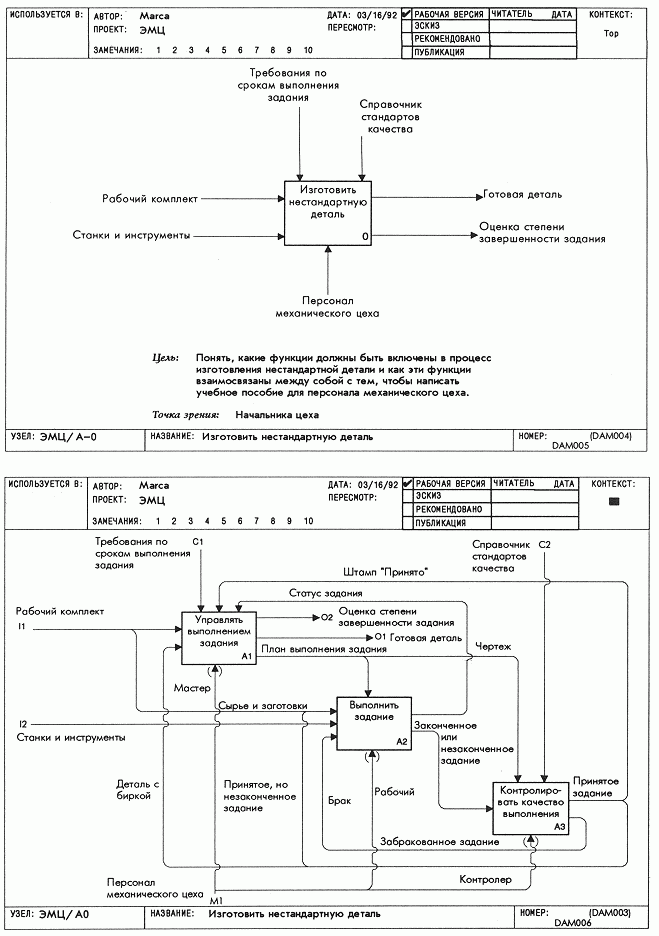 ИСПОЛЬЗУЕТСЯ В:
АВТОР: Marca
ПРОЕКТ: ЭМЦ
ЗАМЕЧАНИЯ: 1 2 3 4 5 6 7 8 9 10
ДАТА: 03/16/92
ПЕРЕСМОТР:
✔ РАБОЧАЯ ВЕРСИЯ
ЭСКИЗ
РЕКОМЕНДОВАНО
ПУБЛИКАЦИЯ
ЧИТАТЕЛЬ ДАТА
КОНТЕКСТ:
Top
Требования по
срокам выполнения
задания
Справочник
стандартов
качества
Рабочий комплект
Станки и инструменты
Изготовить
нестандартную
деталь
0
Готовая деталь
Оценка степени
завершенности задания
Персонал
механического цеха
Цель: Понять, какие функции должны быть включены в процесс
изготовления нестандартной детали и как эти функции
взаимосвязаны между собой с тем, чтобы написать
учебное пособие для персонала механического цеха.
Точка зрения: Начальника цеха
УЗЕЛ: ЭМЦ/ А-0
НАЗВАНИЕ: Изготовить нестандартную деталь
НОМЕР: (DAM004)
DAM005
ИСПОЛЬЗУЕТСЯ В:
АВТОР: Marca
ПРОЕКТ: ЭМЦ
ЗАМЕЧАНИЯ: 1 2 3 4 5 6 7 8 9 10
ДАТА: 03/16/92
ПЕРЕСМОТР:
✔ РАБОЧАЯ ВЕРСИЯ
ЭСКИЗ
РЕКОМЕНДОВАНО
ПУБЛИКАЦИЯ
ЧИТАТЕЛЬ ДАТА
КОНТЕКСТ:
Требования по C1
срокам выполнения
задания
Справочник C2
стандартов
качества
Штамп "Принято"
Статус задания
Рабочий комплект
I1
Управлять
выполнением
задания
A1
O2 Оценка степени
завершенности задания
O1 Готовая деталь
План выполнения задания
Чертеж
Мастер
Сырье и заготовки
I2
Станки и инструменты
Выполнить
задание
A2
Законченное
или
незаконченное
задание
Деталь с
биркой
Принятое, но
незаконченное
задание
Брак
Рабочий
Контролиро-
вать качество
выполнения
A3
Принятое
задание
Забракованное задание
Контролер
Персонал
механического цеха
M1
УЗЕЛ: ЭМЦ/ А0
НАЗВАНИЕ: Изготовить нестандартную деталь
НОМЕР: (DAM003)
DAM006